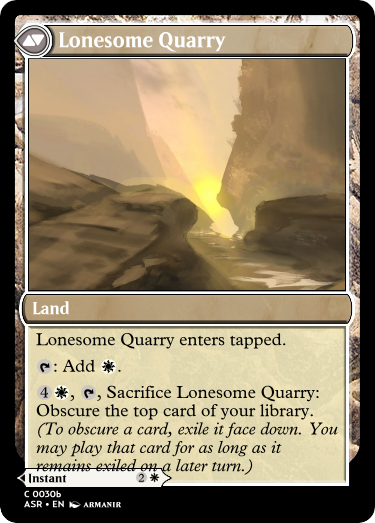 Lonesome Quarry
Land
Lonesome Quarry enters tapped.
: Add .
4 , , Sacrifice Lonesome Quarry:
Obscure the top card of your library.
(To obscure a card, exile it face down. You
may play that card for as long as it
remains exiled on a later turn.)
Instant 2
C 0030b
ASR • EN ARMANIR